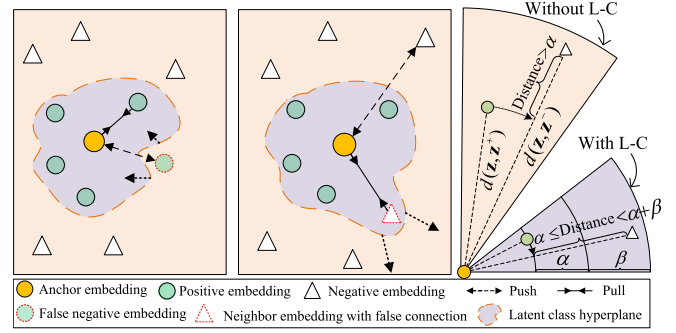 Without L-C
Distance>α
d(z, z⁺)
d(z, z⁻)
With L-C
α ≤Distance<α+β
α
β
Anchor embedding
Positive embedding
Negative embedding
Push
Pull
False negative embedding
Neighbor embedding with false connection
Latent class hyperplane